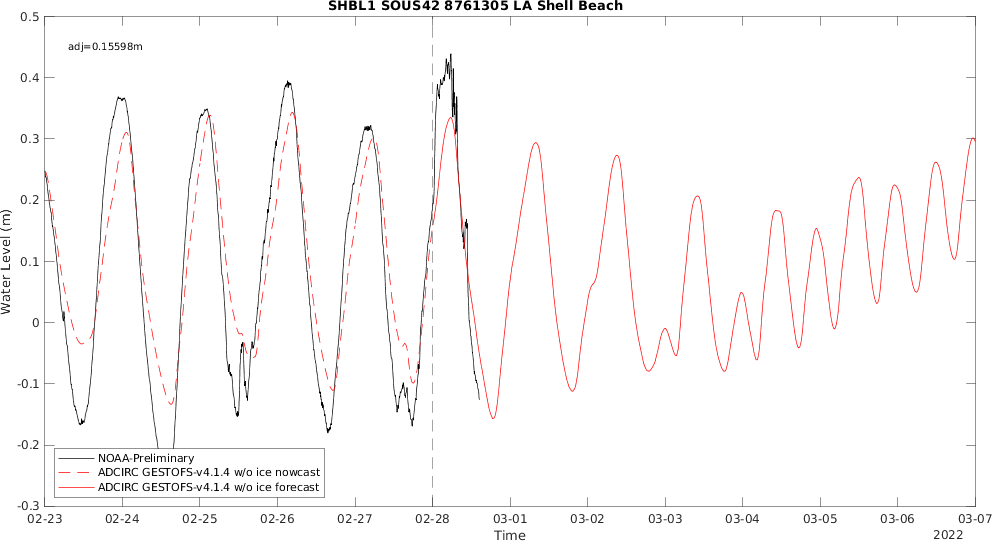 SHBL1 SOUS42 8761305 LA Shell Beach
adj=0.15598m
Water Level (m)
0.5
0.4
0.3
0.2
0.1
0
-0.1
-0.2
-0.3
NOAA-Preliminary
ADCIRC GESTOFS-v4.1.4 w/o ice nowcast
ADCIRC GESTOFS-v4.1.4 w/o ice forecast
02-23 02-24 02-25 02-26 02-27 02-28 03-01 03-02 03-03 03-04 03-05 03-06 03-07
Time
2022